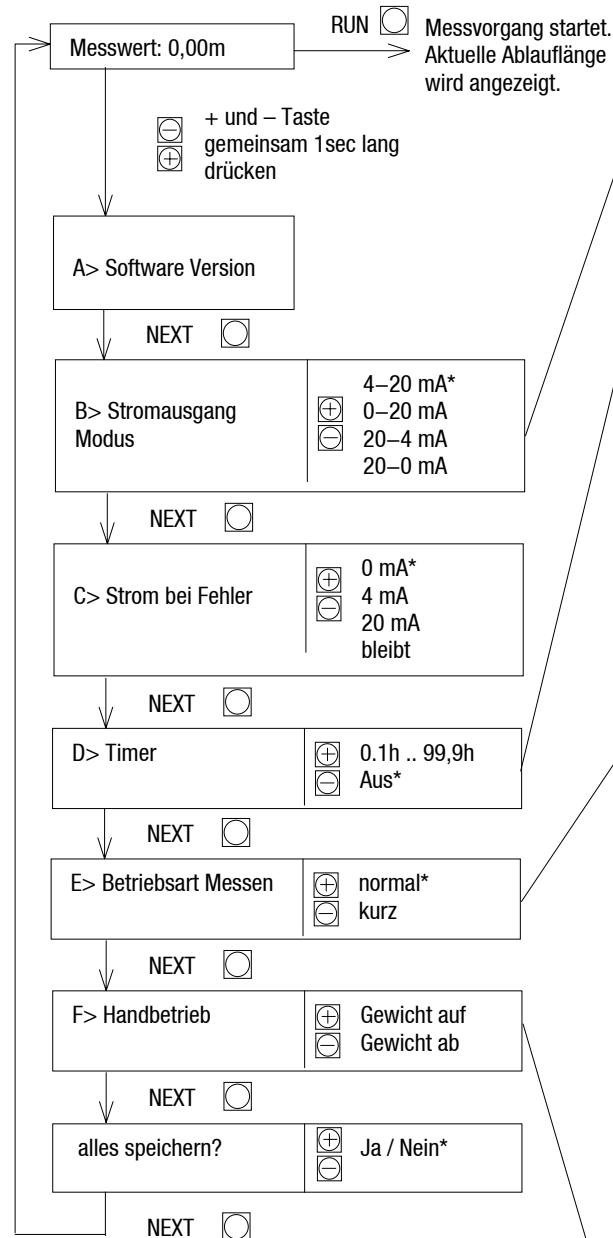 Messwert: 0,00m
RUN
Messvorgang startet.
Aktuelle Ablauflänge
wird angezeigt.
+ und – Taste
gemeinsam 1sec lang
drücken
A> Software Version
NEXT
B> Stromausgang
Modus
4–20 mA*
0–20 mA
20–4 mA
20–0 mA
NEXT
C> Strom bei Fehler
0 mA*
4 mA
20 mA
bleibt
NEXT
D> Timer
0.1h .. 99,9h
Aus*
NEXT
E> Betriebsart Messen
normal*
kurz
NEXT
F> Handbetrieb
Gewicht auf
Gewicht ab
NEXT
alles speichern?
Ja / Nein*
NEXT